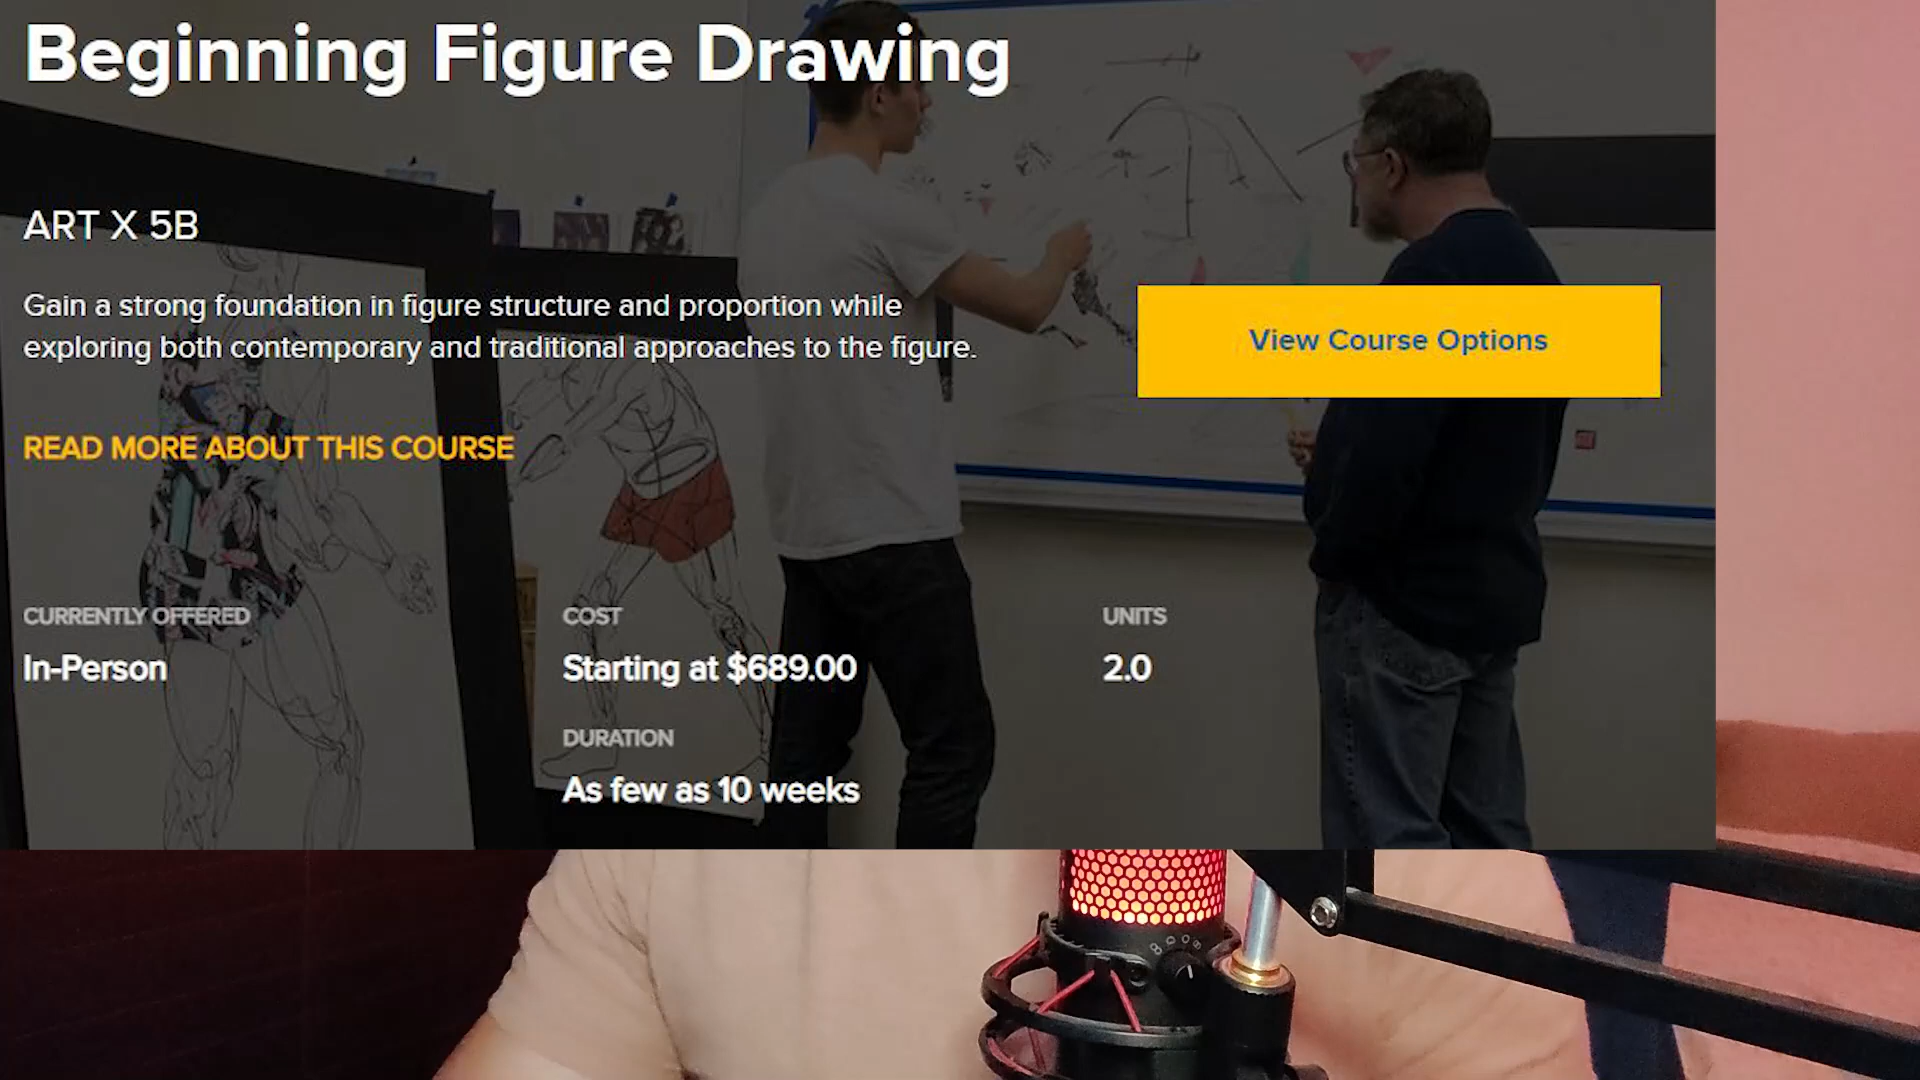 Beginning Figure Drawing
ART X 5B
Gain a strong foundation in figure structure and proportion while
exploring both contemporary and traditional approaches to the figure.
View Course Options
READ MORE ABOUT THIS COURSE
CURRENTLY OFFERED
In-Person
COST
Starting at $689.00
UNITS
2.0
DURATION
As few as 10 weeks